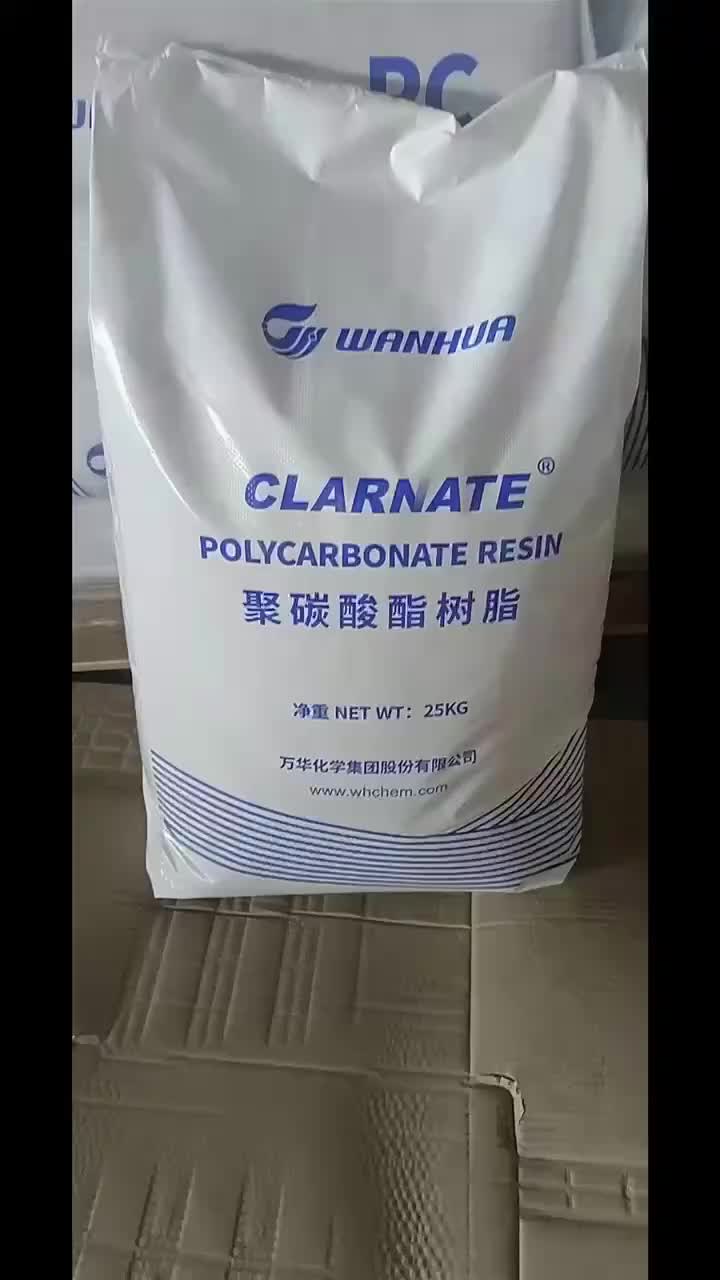 PC
WANHUA
CLARNATE®
POLYCARBONATE RESIN
聚碳酸酯树脂
净重 NET WT: 25KG
万华化学集团股份有限公司
www.whchem.com